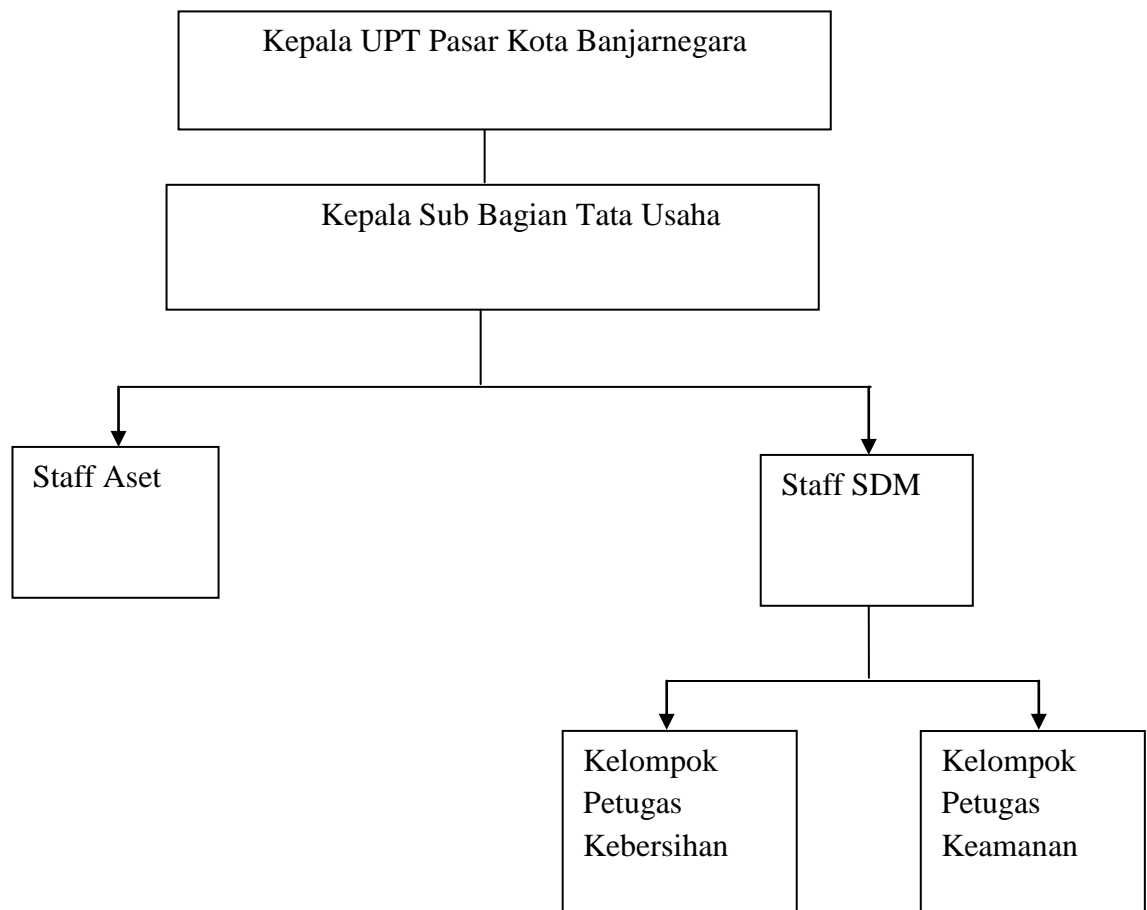 Kepala UPT Pasar Kota Banjarnegara
Kepala Sub Bagian Tata Usaha
Staff Aset
Staff SDM
Kelompok
Petugas
Kebersihan
Kelompok
Petugas
Keamanan